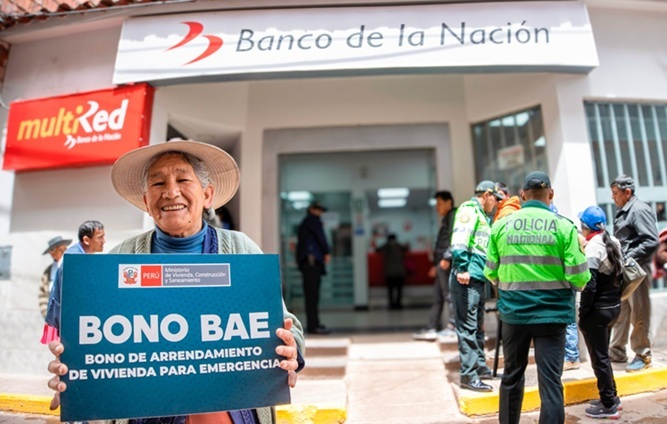 Banco de la Nación
multiRed
Banco de la Nación
PERÚ
Ministerio
de Vivienda, Construcción
y Saneamiento
BONO BAE
BONO DE ARRENDAMIENTO
DE VIVIENDA PARA EMERGENCIA
POLICIA
NACIONAL